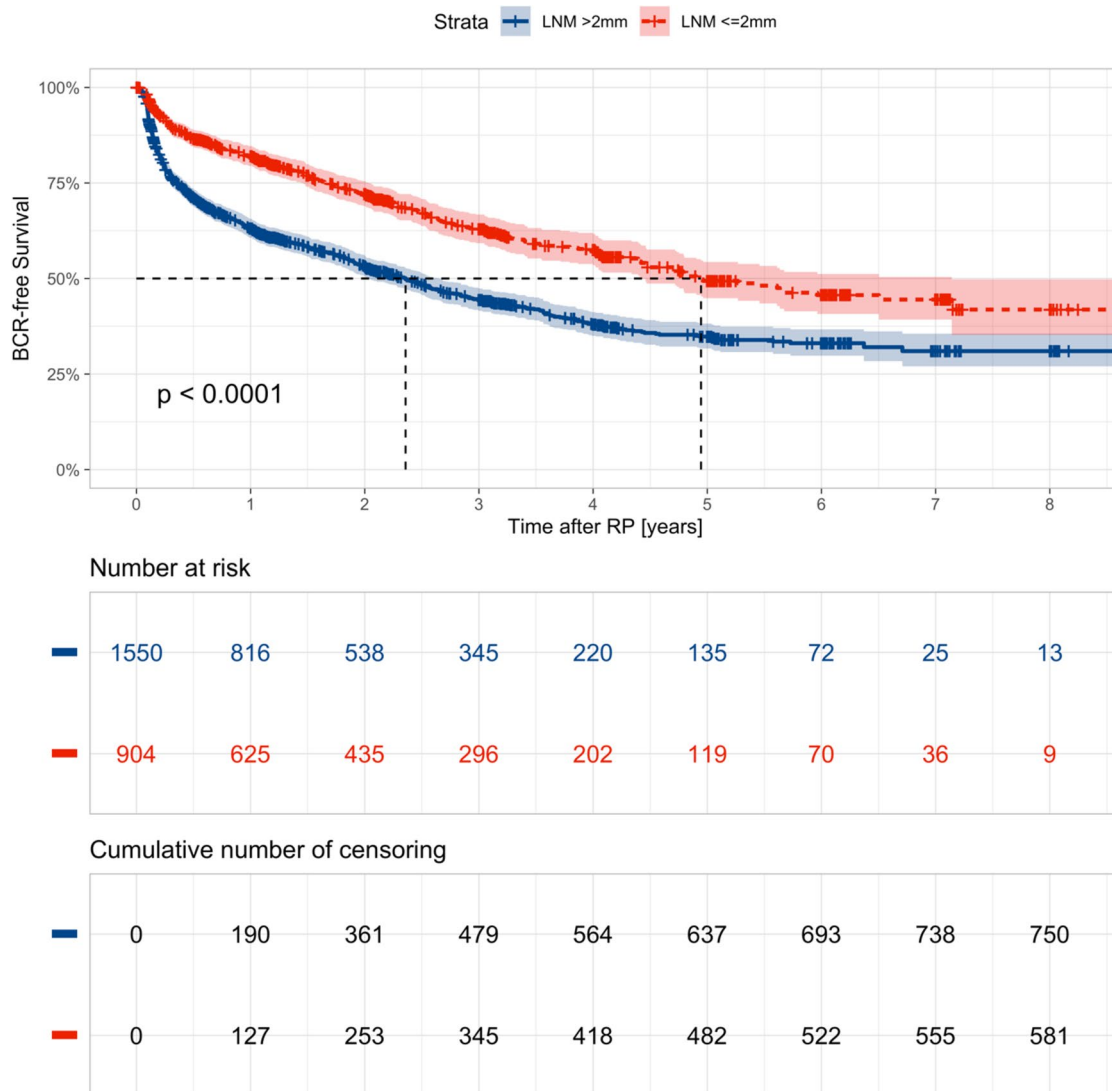 Strata LNM >2mm LNM <=2mm
100%
75%
50%
25%
0%
BCR-free Survival
p < 0.0001
0 1 2 3 4 5 6 7 8
Time after RP [years]
Number at risk
1550 816 538 345 220 135 72 25 13
904 625 435 296 202 119 70 36 9
Cumulative number of censoring
0 190 361 479 564 637 693 738 750
0 127 253 345 418 482 522 555 581